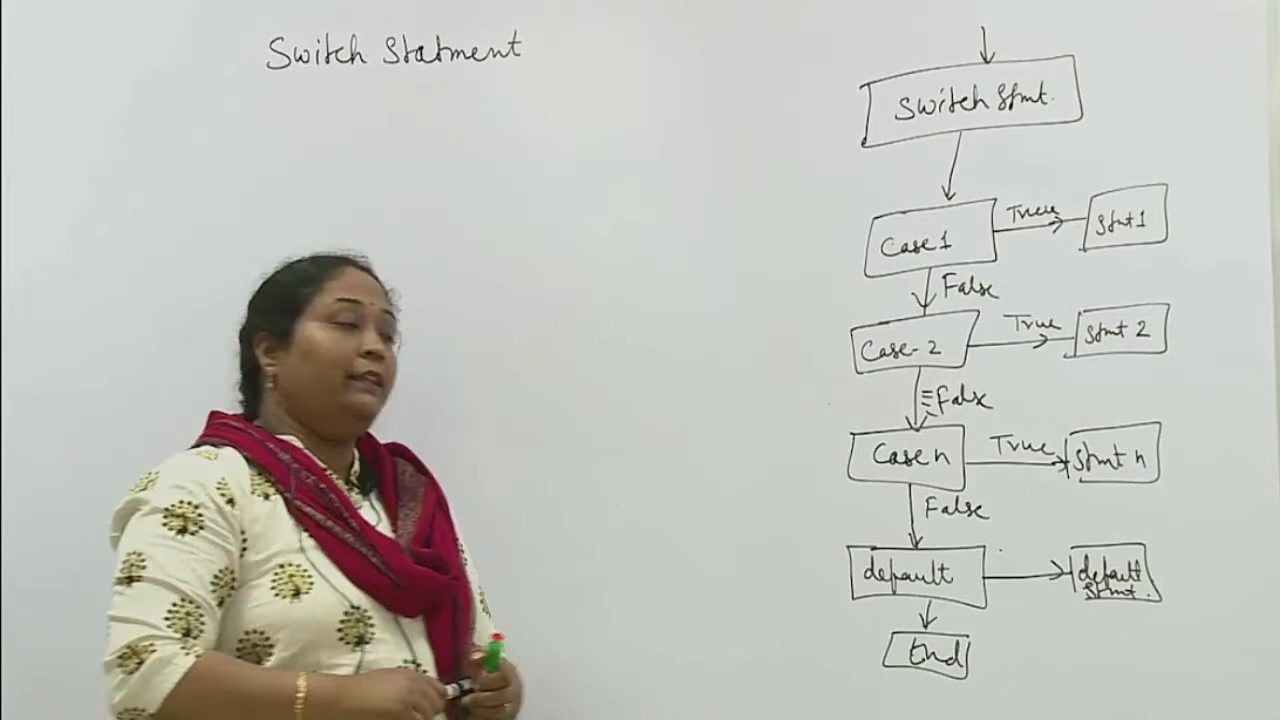 Switch Statment
Switch Stmt.
Case 1
True
Stmt 1
False
Case-2
True
Stmt 2
False
Case n
True
Stmt n
False
default
default
Stmt.
End